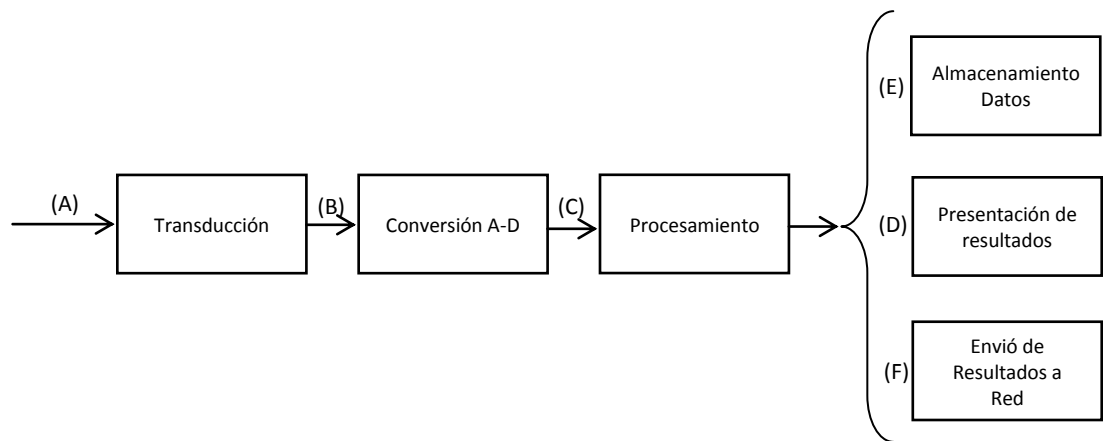 (A)
Transducción
(B)
Conversión A-D
(C)
Procesamiento
(E)
Almacenamiento
Datos
(D)
Presentación de
resultados
(F)
Envió de
Resultados a
Red